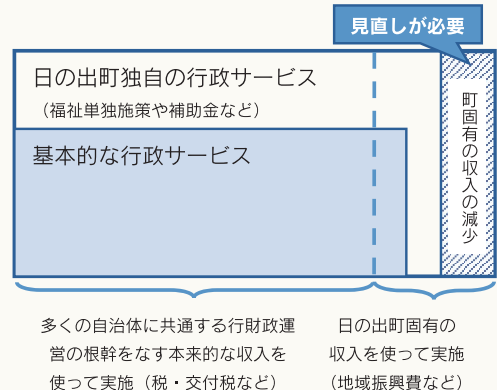 見直しが必要
日の出町独自の行政サービス
（福祉単独施策や補助金など）
基本的な行政サービス
町固有の収入の減少
多くの自治体に共通する行財政運
営の根幹をなす本来的な収入を
使って実施（税・交付税など）
日の出町固有の
収入を使って実施
（地域振興費など）